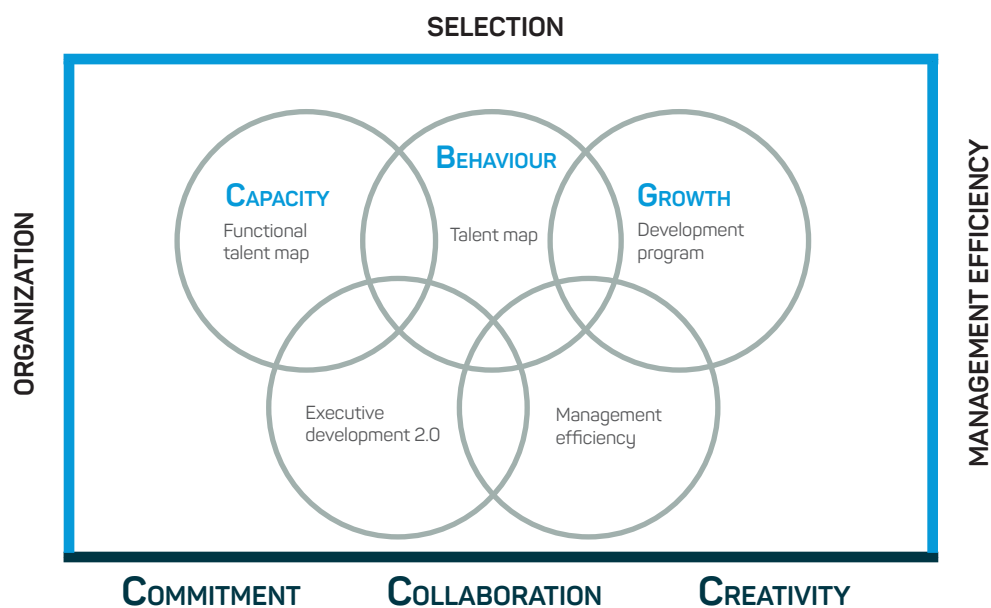 SELECTION
ORGANIZATION
MANAGEMENT EFFICIENCY
BEHAVIOUR
CAPACITY
GROWTH
Functional
talent map
Talent map
Development
program
Executive
development 2.0
Management
efficiency
COMMITMENT
COLLABORATION
CREATIVITY